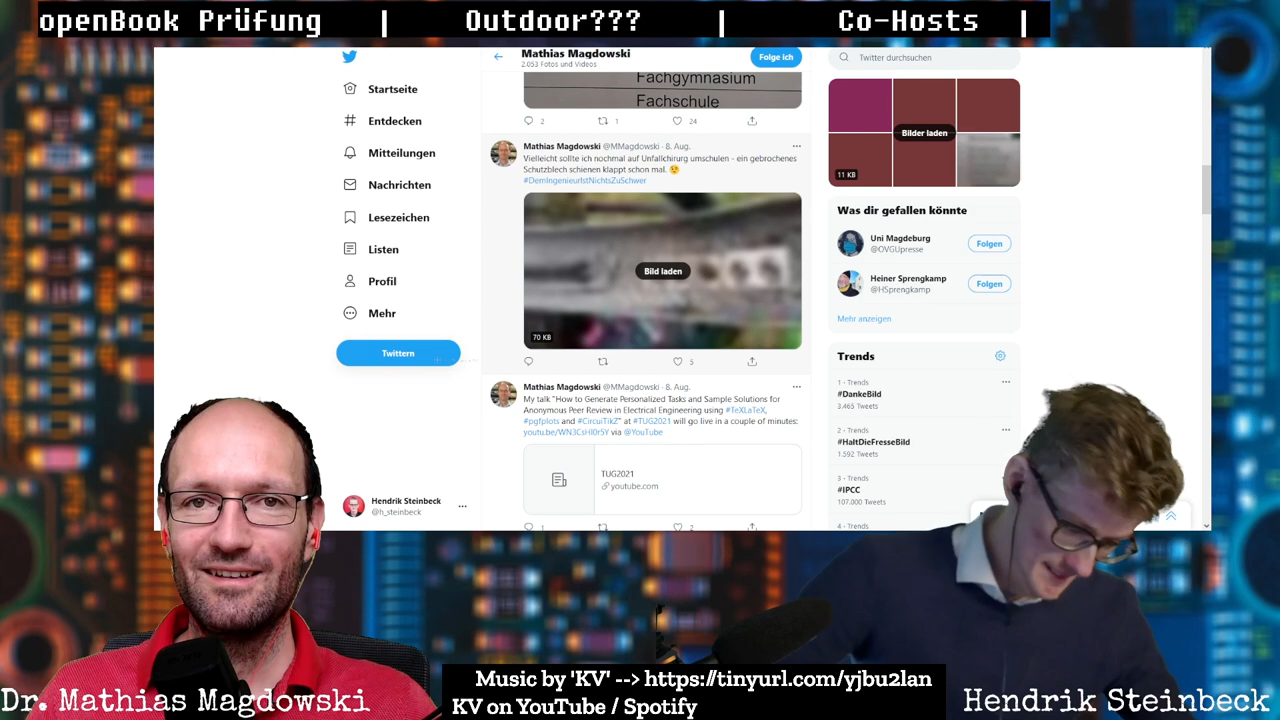 openBook Prüfung | Outdoor??? | Co-Hosts |
Startseite
Entdecken
Mitteilungen
Nachrichten
Lesezeichen
Listen
Profil
Mehr
Twittern
Hendrik Steinbeck
@h_steinbeck
Mathias Magdowski
2.053 Fotos und Videos
Folge ich
Fachgymnasium
Fachschule
2 1 24
Mathias Magdowski @MMagdowski · 8. Aug.
Vielleicht sollte ich nochmal auf Unfallchirurg umschulen - ein gebrochenes
Schutzblech schienen klappt schon mal. 😉
#DemIngenieurIstNichtsZuSchwer
Bild laden
70 KB
5
Mathias Magdowski @MMagdowski · 8. Aug.
My talk "How to Generate Personalized Tasks and Sample Solutions for
Anonymous Peer Review in Electrical Engineering using #TeXLaTeX,
#pgfplots and #CircuiTikZ" at #TUG2021 will go live in a couple of minutes:
youtu.be/WN3CsHI0rSY via @YouTube
TUG2021
youtube.com
1 2
Twitter durchsuchen
Bilder laden
11 KB
Was dir gefallen könnte
Uni Magdeburg
@OVGUpresse
Folgen
Heiner Sprengkamp
@HSprengkamp
Folgen
Mehr anzeigen
Trends
1 · Trends
#DankeBild
3.465 Tweets
2 · Trends
#HaltDieFresseBild
1.592 Tweets
3 · Trends
#IPCC
107.000 Tweets
4 · Trends
Dr. Mathias Magdowski
Music by 'KV' --> https://tinyurl.com/yjbu2lan
KV on YouTube / Spotify
Hendrik Steinbeck